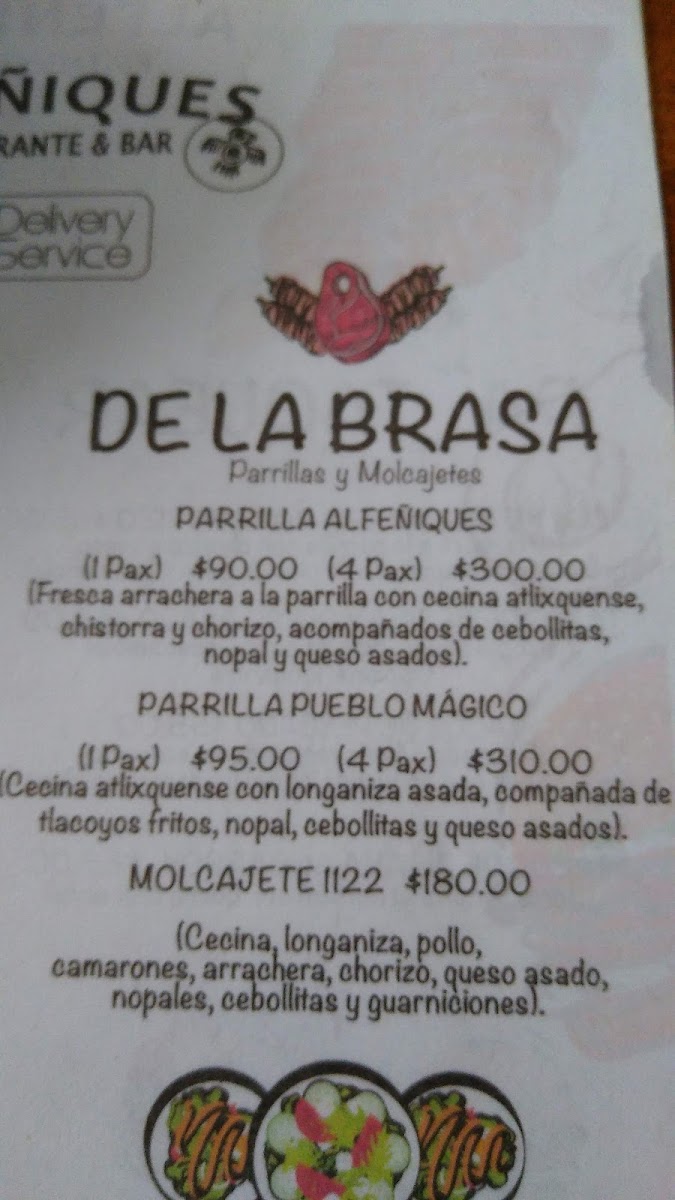 ÑIQUES
RANTE & BAR
Delvery
Service
DE LA BRASA
Parrillas y Molcajetes
PARRILLA ALFEÑIQUES
(1 Pax) $90.00 (4 Pax) $300.00
(Fresca arrachera a la parrilla con cecina atlixquense,
chistorra y chorizo, acompañados de cebollitas,
nopal y queso asados).
PARRILLA PUEBLO MÁGICO
(1 Pax) $95.00 (4 Pax) $310.00
(Cecina atlixquense con longaniza asada, compañada de
tlacoyos fritos, nopal, cebollitas y queso asados).
MOLCAJETE 1122 $180.00
(Cecina, longaniza, pollo,
camarones, arrachera, chorizo, queso asado,
nopales, cebollitas y guarniciones).